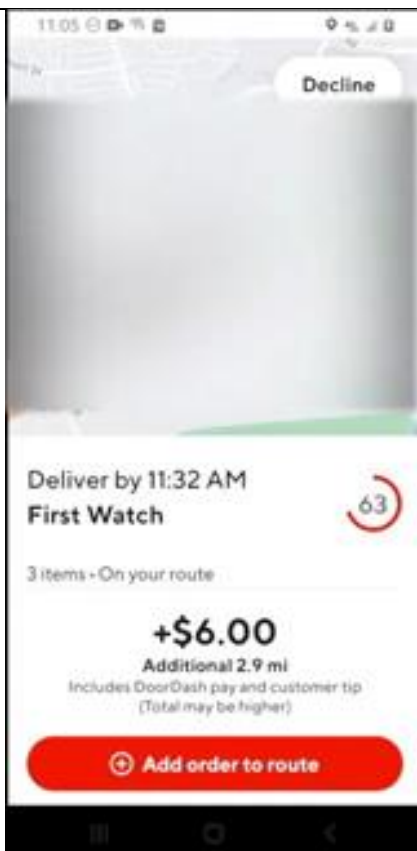 11:05
Decline
Deliver by 11:32 AM
First Watch
63
3 items • On your route
+$6.00
Additional 2.9 mi
Includes DoorDash pay and customer tip
(Total may be higher)
Add order to route